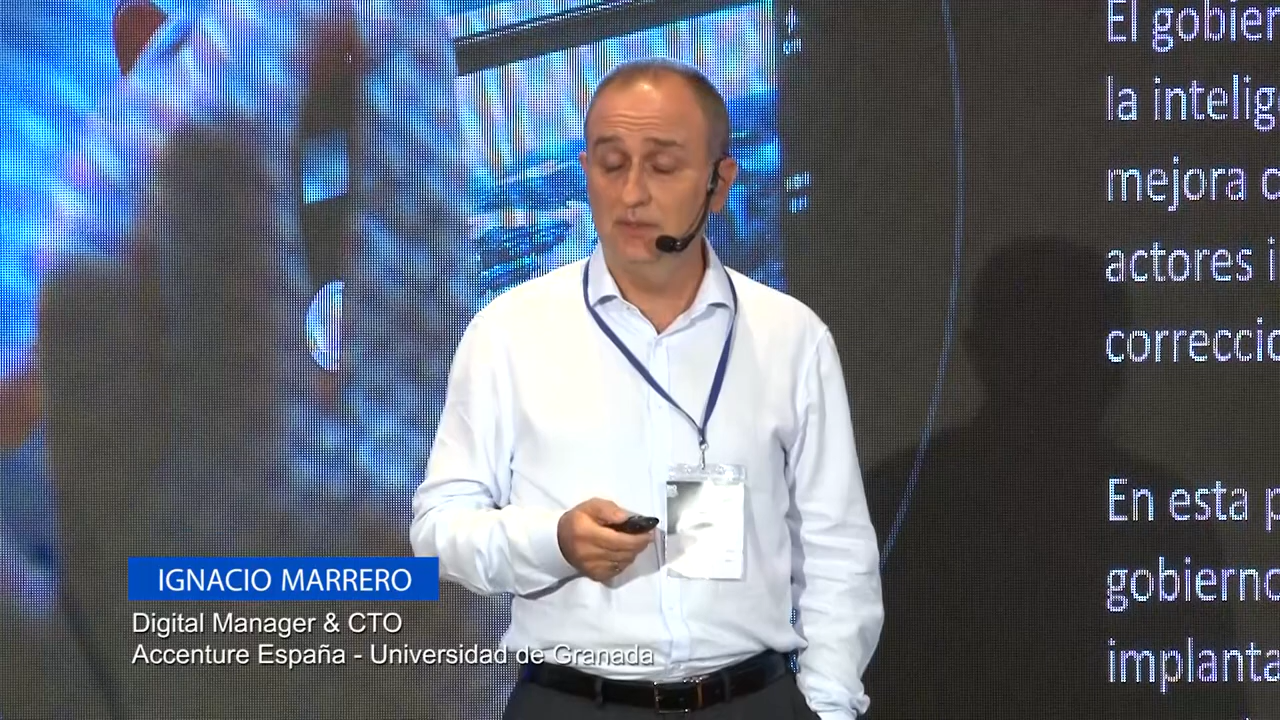 El gobier
la intelig
mejora c
actores i
correccio
En esta p
gobierno
implanta
IGNACIO MARRERO
Digital Manager & CTO
Accenture España - Universidad de Granada